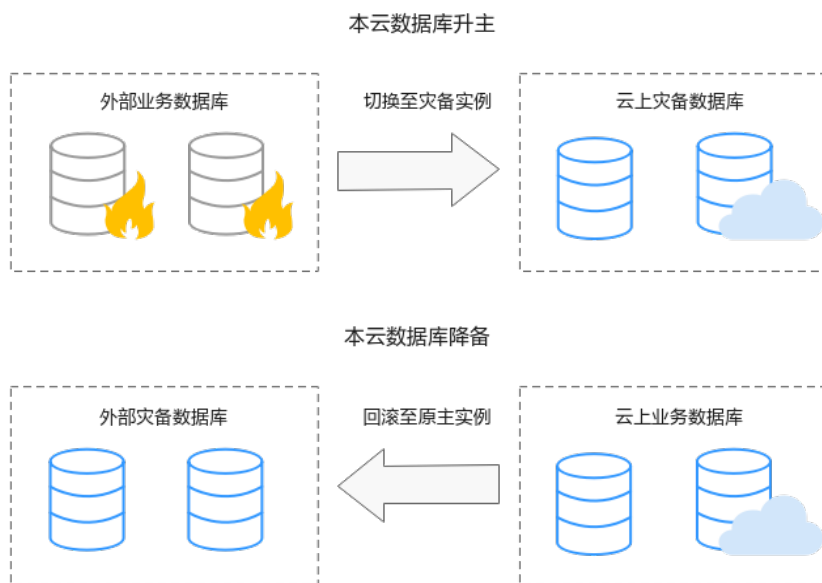 本云数据库升主
外部业务数据库
切换至灾备实例
云上灾备数据库
本云数据库降备
外部灾备数据库
回滚至原主实例
云上业务数据库